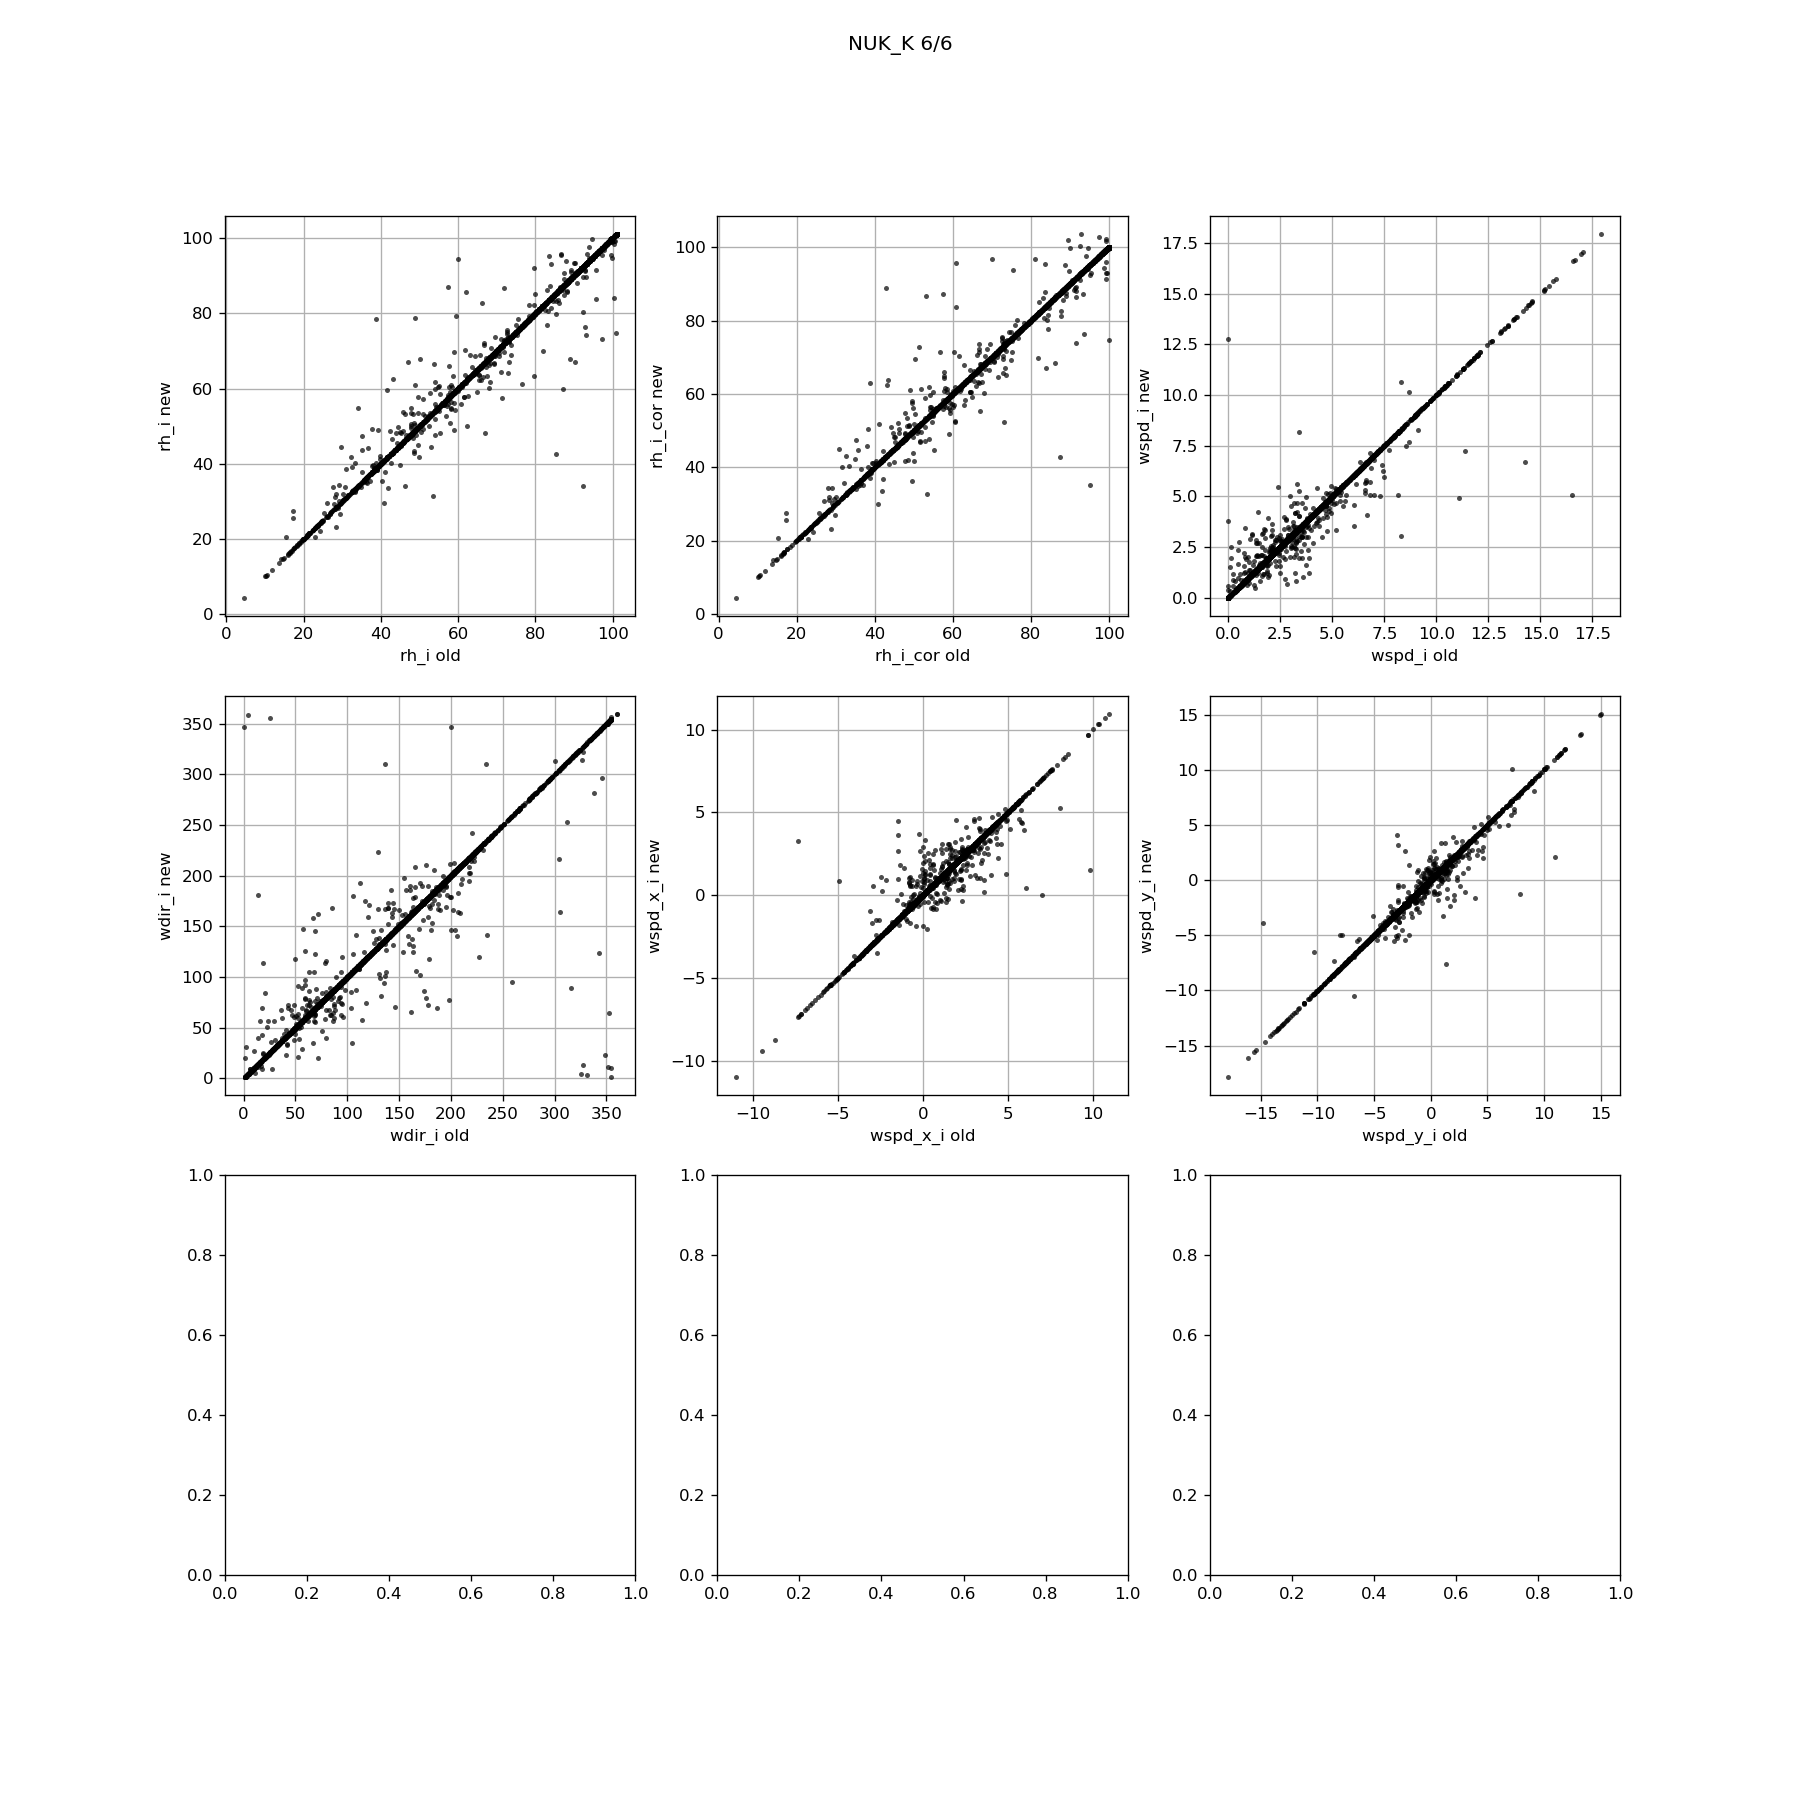 NUK_K 6/6
100
80
60
40
20
0
rh_i new
0 20 40 60 80 100
rh_i old
100
80
60
40
20
0
rh_i_cor new
0 20 40 60 80 100
rh_i_cor old
17.5
15.0
12.5
10.0
7.5
5.0
2.5
0.0
wspd_i new
0.0 2.5 5.0 7.5 10.0 12.5 15.0 17.5
wspd_i old
350
300
250
200
150
100
50
0
wdir_i new
0 50 100 150 200 250 300 350
wdir_i old
10
5
0
−5
−10
wspd_x_i new
−10 −5 0 5 10
wspd_x_i old
15
10
5
0
−5
−10
−15
wspd_y_i new
−15 −10 −5 0 5 10 15
wspd_y_i old
1.0
0.8
0.6
0.4
0.2
0.0
0.0 0.2 0.4 0.6 0.8 1.0
1.0
0.8
0.6
0.4
0.2
0.0
0.0 0.2 0.4 0.6 0.8 1.0
1.0
0.8
0.6
0.4
0.2
0.0
0.0 0.2 0.4 0.6 0.8 1.0